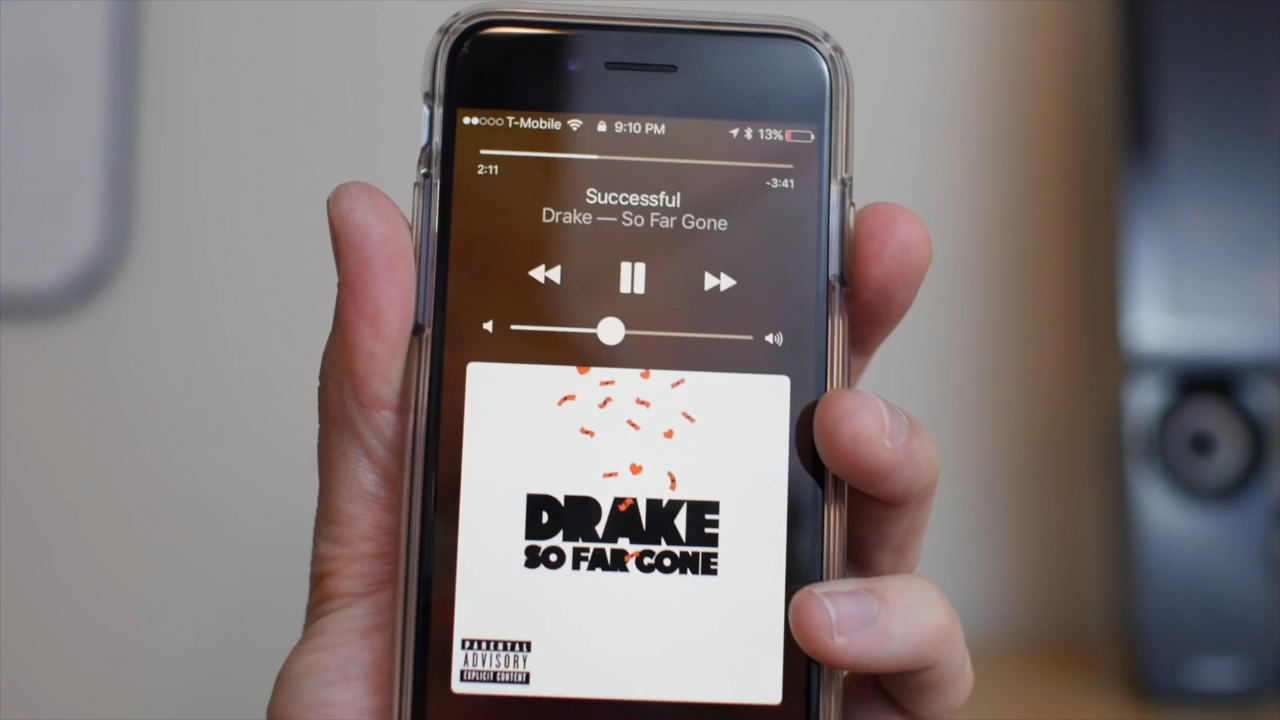 T-Mobile 9:10 PM 13%
2:11 -3:41
Successful
Drake — So Far Gone
DRAKE
SO FAR GONE
PARENTAL
ADVISORY
EXPLICIT CONTENT